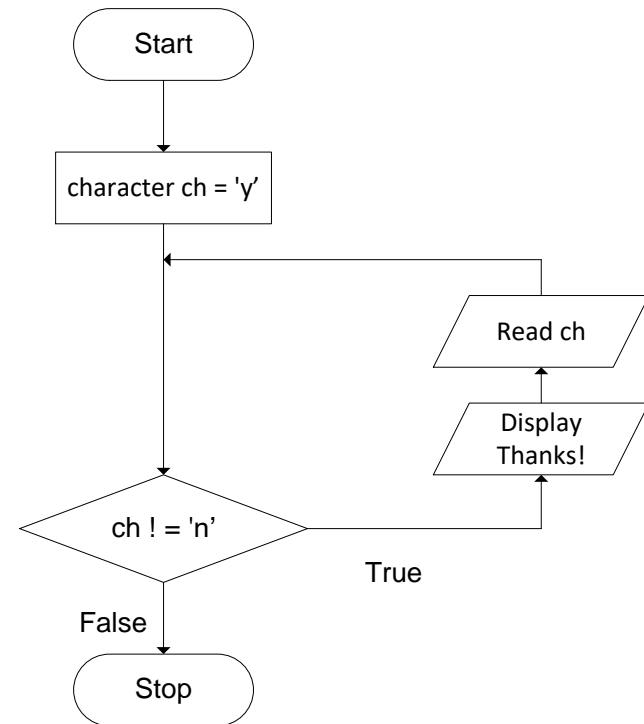 Start
character ch = 'y’
Read ch
Display
Thanks!
ch ! = 'n’
True
False
Stop